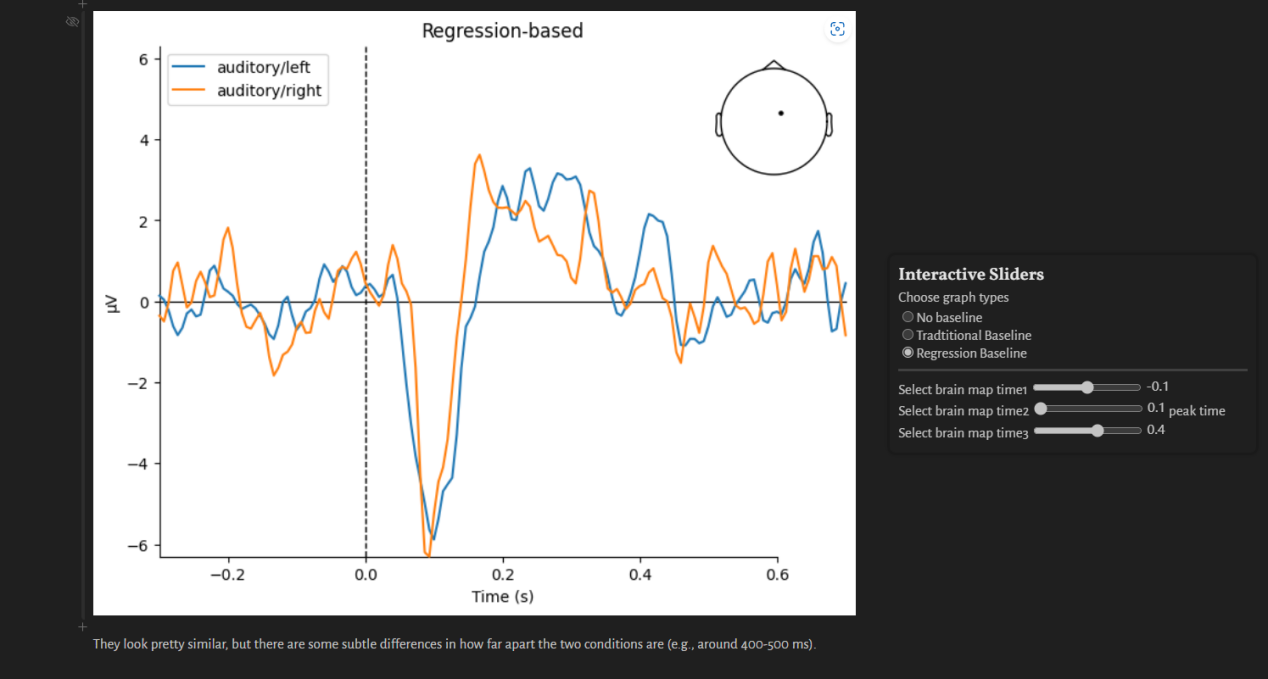 Regression-based
auditory/left
auditory/right
6
4
2
0
−2
−4
−6
µV
−0.2 0.0 0.2 0.4 0.6
Time (s)
They look pretty similar, but there are some subtle differences in how far apart the two conditions are (e.g., around 400-500 ms).
Interactive Sliders
Choose graph types
No baseline
Tradtitional Baseline
Regression Baseline
Select brain map time1 -0.1
Select brain map time2 0.1 peak time
Select brain map time3 0.4